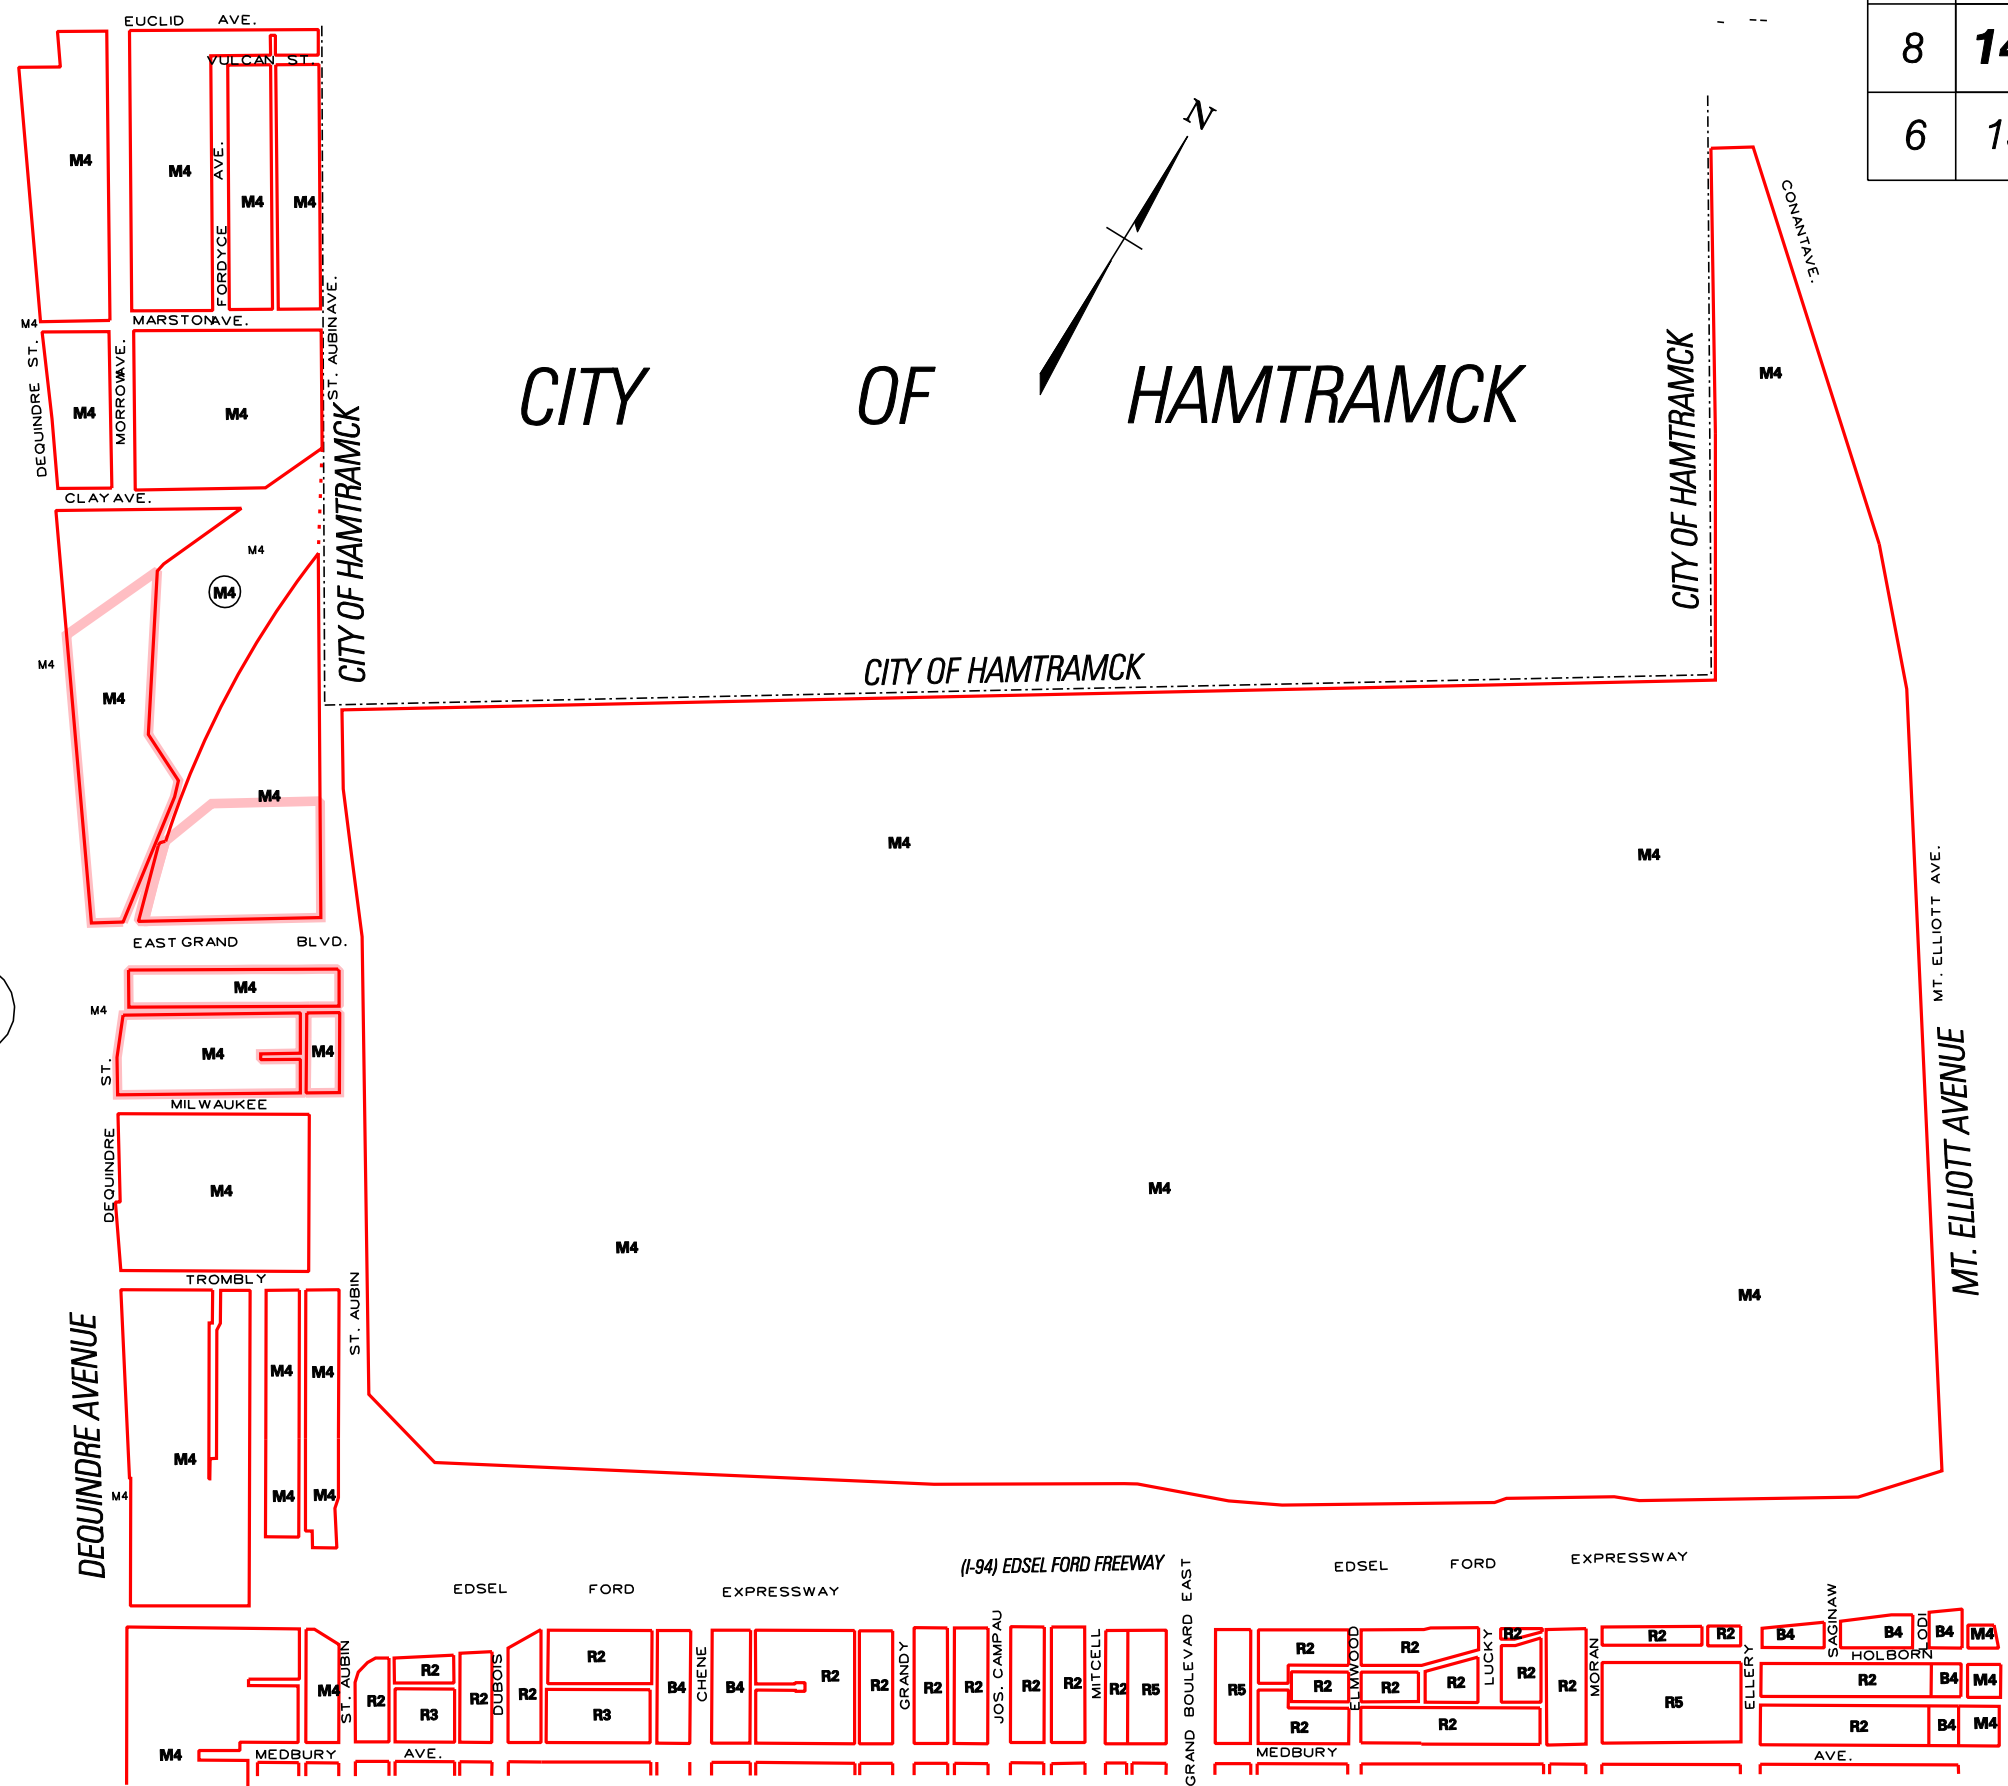 EUCLID AVE.
VULCAN ST.
8
6
N
CONANT AVE.
M4
M4
M4
M4
FORDYCE AVE.
ST. AUBIN AVE.
M4
MARSTON AVE.
DEQUINDRE ST.
MORROW AVE.
M4
M4
CITY OF HAMTRAMCK
M4
CLAY AVE.
CITY OF HAMTRAMCK
CITY OF HAMTRAMCK
M4
M4
M4
M4
CITY OF HAMTRAMCK
M4
M4
M4
M4
EAST GRAND BLVD.
MT. ELLIOTT AVE.
M4
M4
M4
M4
ST.
MILWAUKEE
DEQUINDRE
M4
M4
M4
M4
MT. ELLIOTT AVENUE
TROMBLY
ST. AUBIN
M4
M4
DEQUINDRE AVENUE
M4
M4
M4
M4
(I-94) EDSEL FORD FREEWAY
EDSEL FORD EXPRESSWAY
EDSEL FORD EXPRESSWAY
M4
ST. AUBIN
R2
R2
R3
R2
DUBOIS
R2
R2
R3
B4
CHENE
B4
R2
R2
GRANDY
R2
R2
JOS. CAMPAU
R2
R2
MITCELL
R2
R5
GRAND BOULEVARD EAST
R5
R2
R2
R2
ELMWOOD
R2
R2
R2
R2
LUCKY
R2
R2
R2
MORAN
R2
R2
R5
ELLERY
B4
SAGINAW
B4
LODI
B4
M4
HOLBORN
R2
B4
M4
R2
B4
M4
M4
MEDBURY AVE.
MEDBURY AVE.